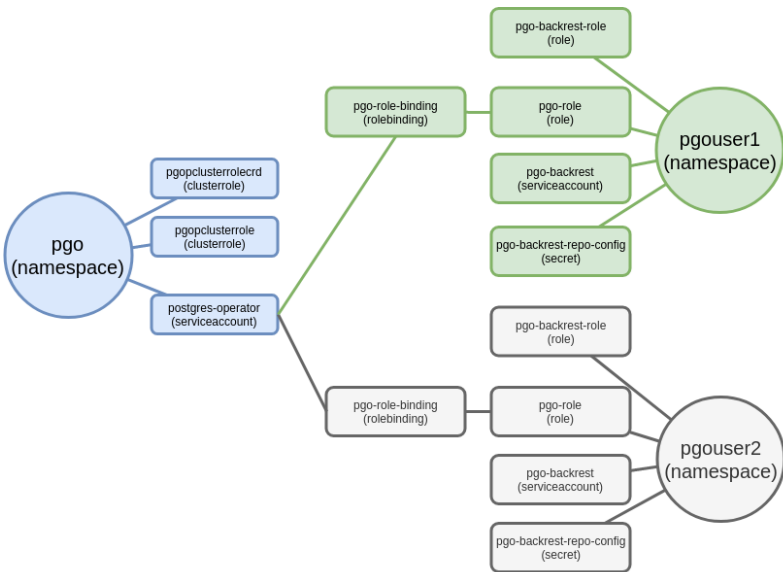 pgo-backrest-role
(role)
pgo-role-binding
(rolebinding)
pgo-role
(role)
pgouser1
(namespace)
pgopclusterrolecrd
(clusterrole)
pgo-backrest
(serviceaccount)
pgo
(namespace)
pgopclusterrole
(clusterrole)
pgo-backrest-repo-config
(secret)
postgres-operator
(serviceaccount)
pgo-backrest-role
(role)
pgo-role-binding
(rolebinding)
pgo-role
(role)
pgouser2
(namespace)
pgo-backrest
(serviceaccount)
pgo-backrest-repo-config
(secret)